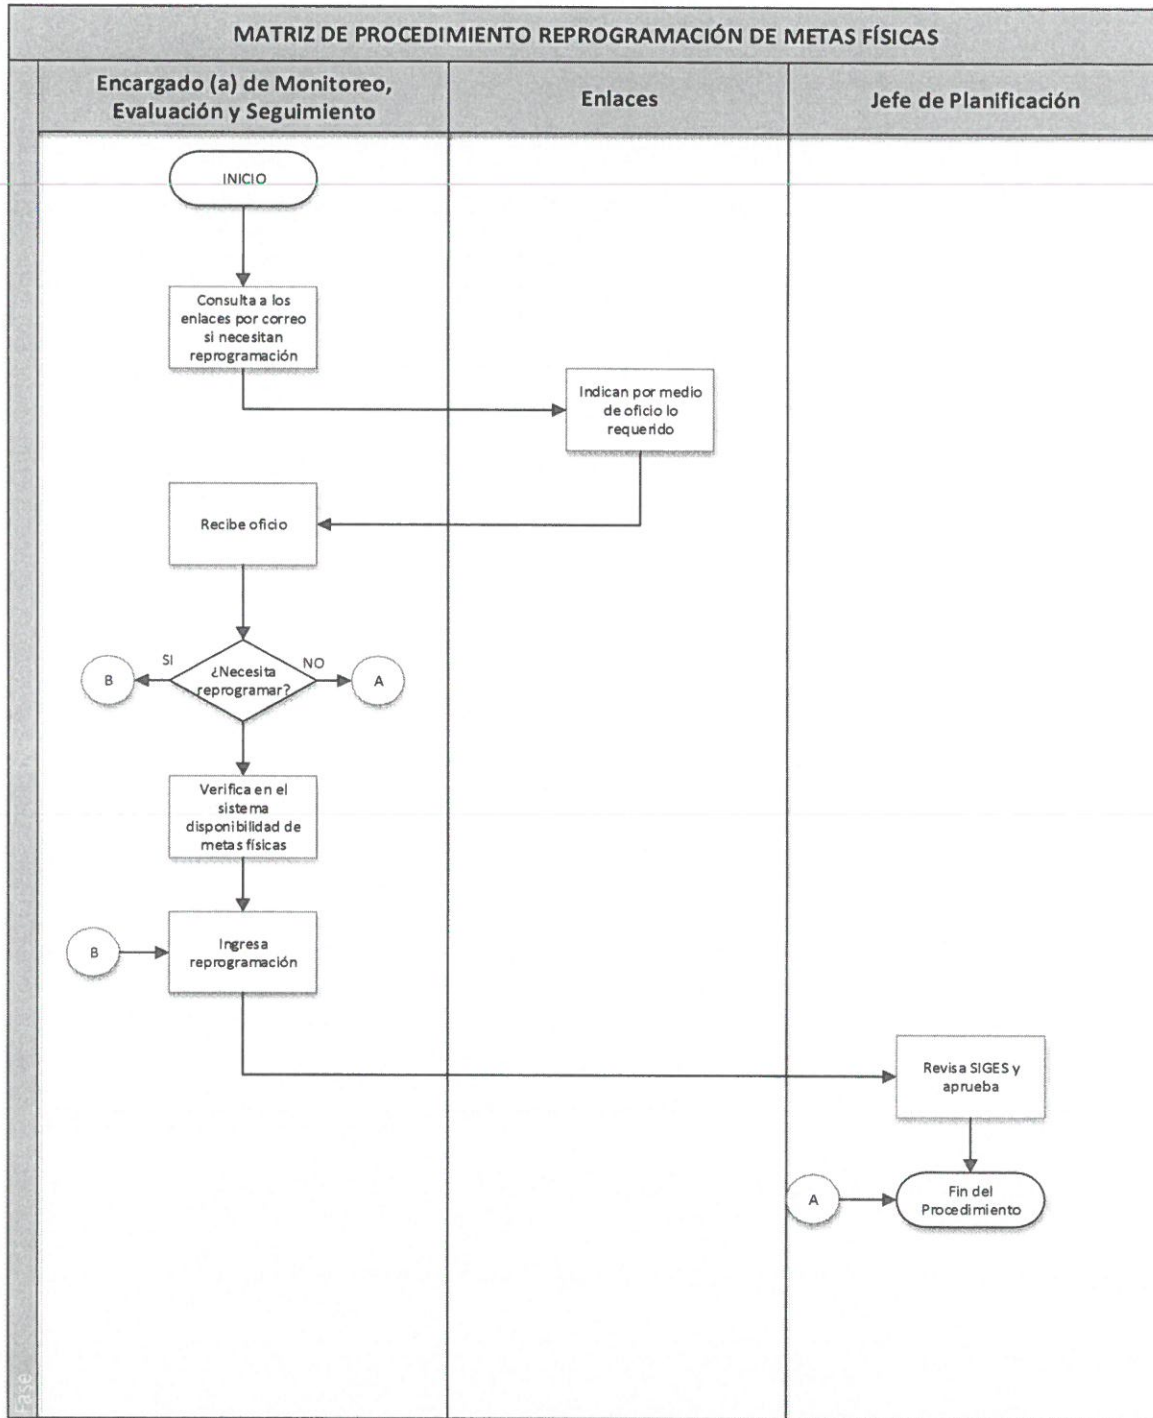 MATRIZ DE PROCEDIMIENTO REPROGRAMACIÓN DE METAS FÍSICAS
Encargado (a) de Monitoreo,
Evaluación y Seguimiento
Enlaces
Jefe de Planificación
INICIO
Consulta a los
enlaces por correo
si necesitan
reprogramación
Indican por medio
de oficio lo
requerido
Recibe oficio
B
SI
¿Necesita
reprogramar?
NO
A
Verifica en el
sistema
disponibilidad de
metas físicas
B
Ingresa
reprogramación
Revisa SIGES y
aprueba
A
Fin del
Procedimiento
Fase